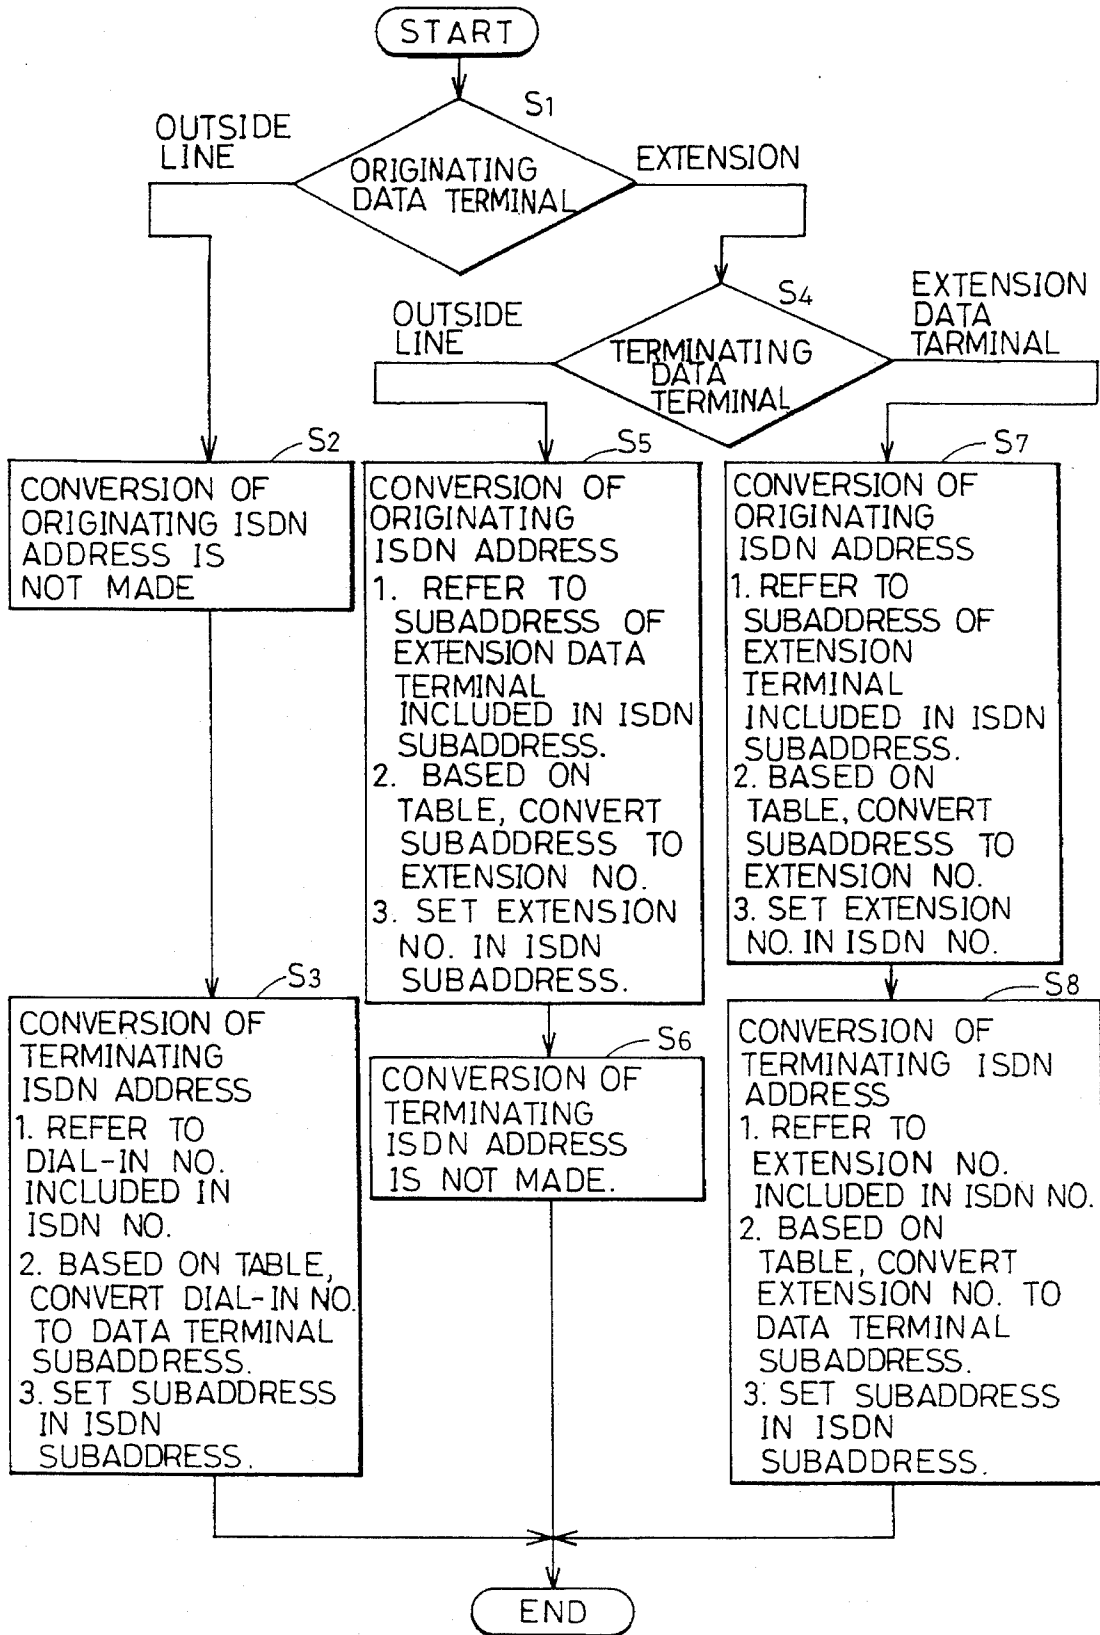 START
S1
OUTSIDE
LINE
ORIGINATING
DATA TERMINAL
EXTENSION
S4
OUTSIDE
LINE
TERMINATING
DATA
TERMINAL
EXTENSION
DATA
TARMINAL
S2
CONVERSION OF
ORIGINATING ISDN
ADDRESS IS
NOT MADE
S3
CONVERSION OF
TERMINATING
ISDN ADDRESS
1. REFER TO
DIAL-IN NO.
INCLUDED IN
ISDN NO.
2. BASED ON TABLE,
CONVERT DIAL-IN NO.
TO DATA TERMINAL
SUBADDRESS.
3. SET SUBADDRESS
IN ISDN
SUBADDRESS.
S5
CONVERSION OF
ORIGINATING
ISDN ADDRESS
1. REFER TO
SUBADDRESS OF
EXTENSION DATA
TERMINAL
INCLUDED IN ISDN
SUBADDRESS.
2. BASED ON
TABLE, CONVERT
SUBADDRESS TO
EXTENSION NO.
3. SET EXTENSION
NO. IN ISDN
SUBADDRESS.
S6
CONVERSION OF
TERMINATING
ISDN ADDRESS
IS NOT MADE.
S7
CONVERSION OF
ORIGINATING
ISDN ADDRESS
1. REFER TO
SUBADDRESS OF
EXTENSION
TERMINAL
INCLUDED IN ISDN
SUBADDRESS.
2. BASED ON
TABLE, CONVERT
SUBADDRESS TO
EXTENSION NO.
3. SET EXTENSION
NO. IN ISDN NO.
S8
CONVERSION OF
TERMINATING ISDN
ADDRESS
1. REFER TO
EXTENSION NO.
INCLUDED IN ISDN NO.
2. BASED ON
TABLE, CONVERT
EXTENSION NO. TO
DATA TERMINAL
SUBADDRESS.
3. SET SUBADDRESS
IN ISDN
SUBADDRESS.
END